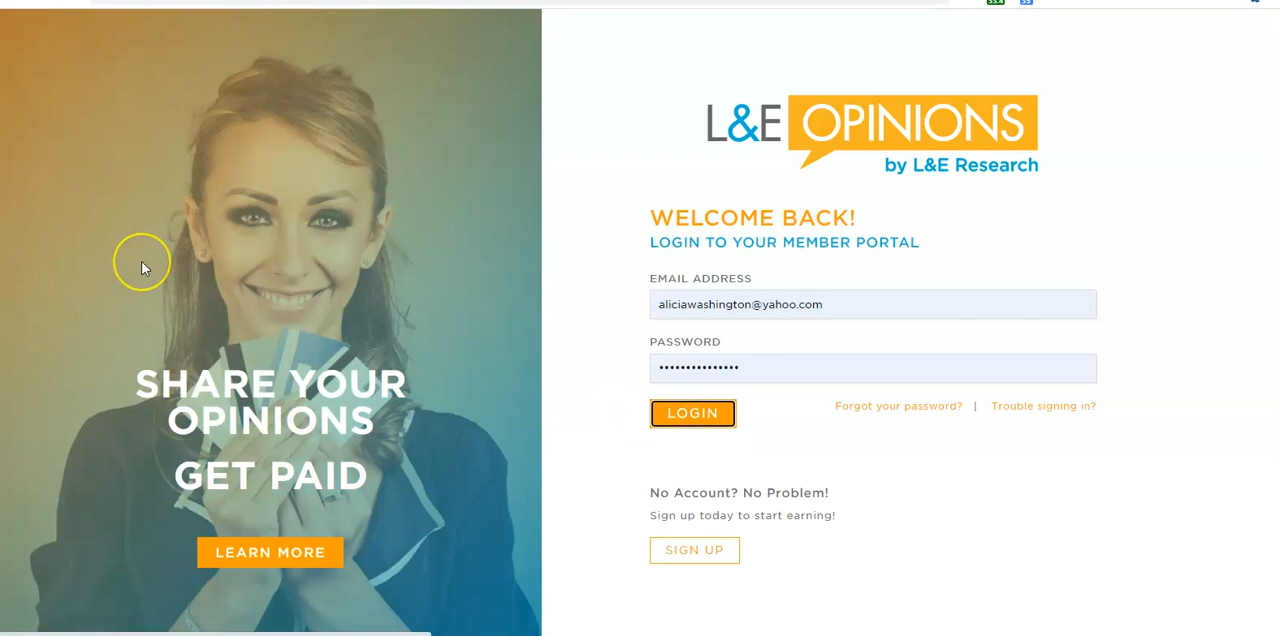 SHARE YOUR
OPINIONS
GET PAID
LEARN MORE
L&E OPINIONS
by L&E Research
WELCOME BACK!
LOGIN TO YOUR MEMBER PORTAL
EMAIL ADDRESS
aliciawashington@yahoo.com
PASSWORD
•••••••••••••••
LOGIN
Forgot your password? | Trouble signing in?
No Account? No Problem!
Sign up today to start earning!
SIGN UP